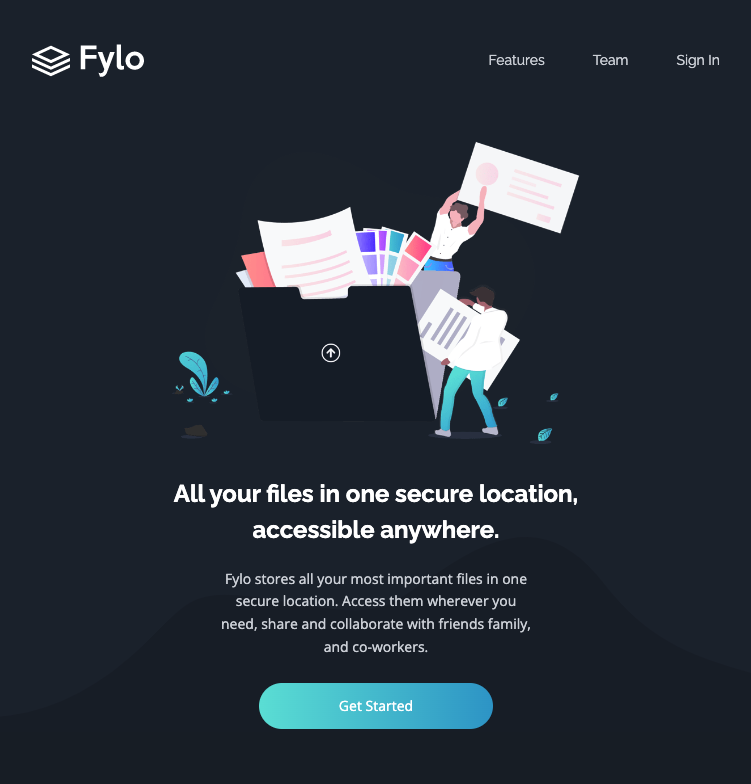 Fylo
Features
Team
Sign In
All your files in one secure location,
accessible anywhere.
Fylo stores all your most important files in one
secure location. Access them wherever you
need, share and collaborate with friends family,
and co-workers.
Get Started